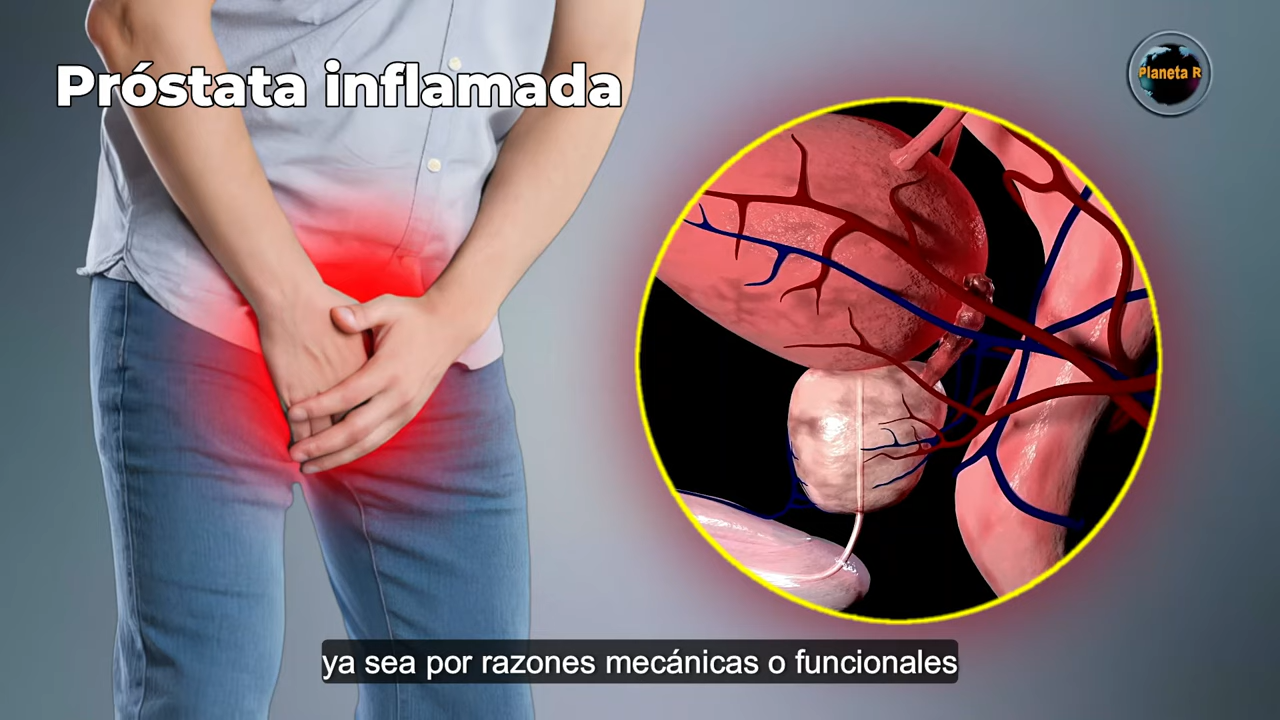 Próstata inflamada
Planeta R
ya sea por razones mecánicas o funcionales